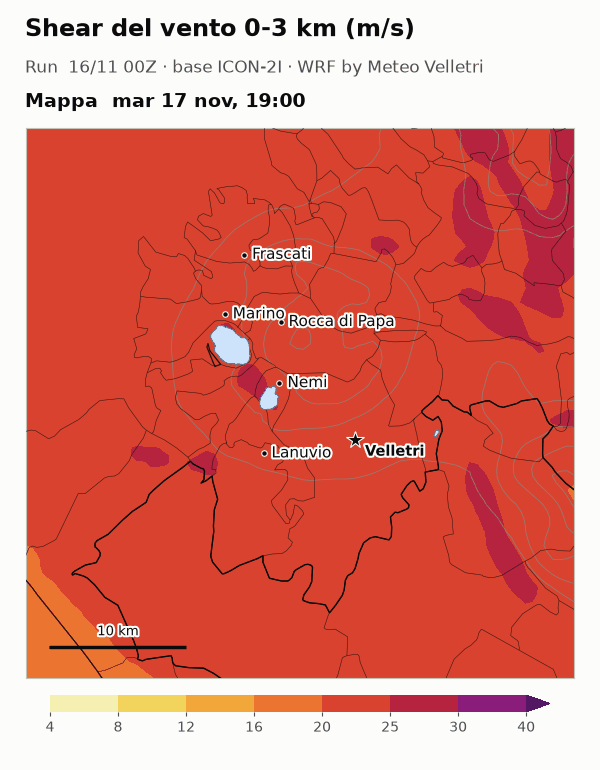 Shear del vento 0-3 km (m/s)
Run  16/11 00Z · base ICON-2I · WRF by Meteo Velletri
Mappa  mar 17 nov, 19:00
Frascati
Marino
Rocca di Papa
Nemi
Velletri
Lanuvio
10 km
4 8 12 16 20 25 30 40